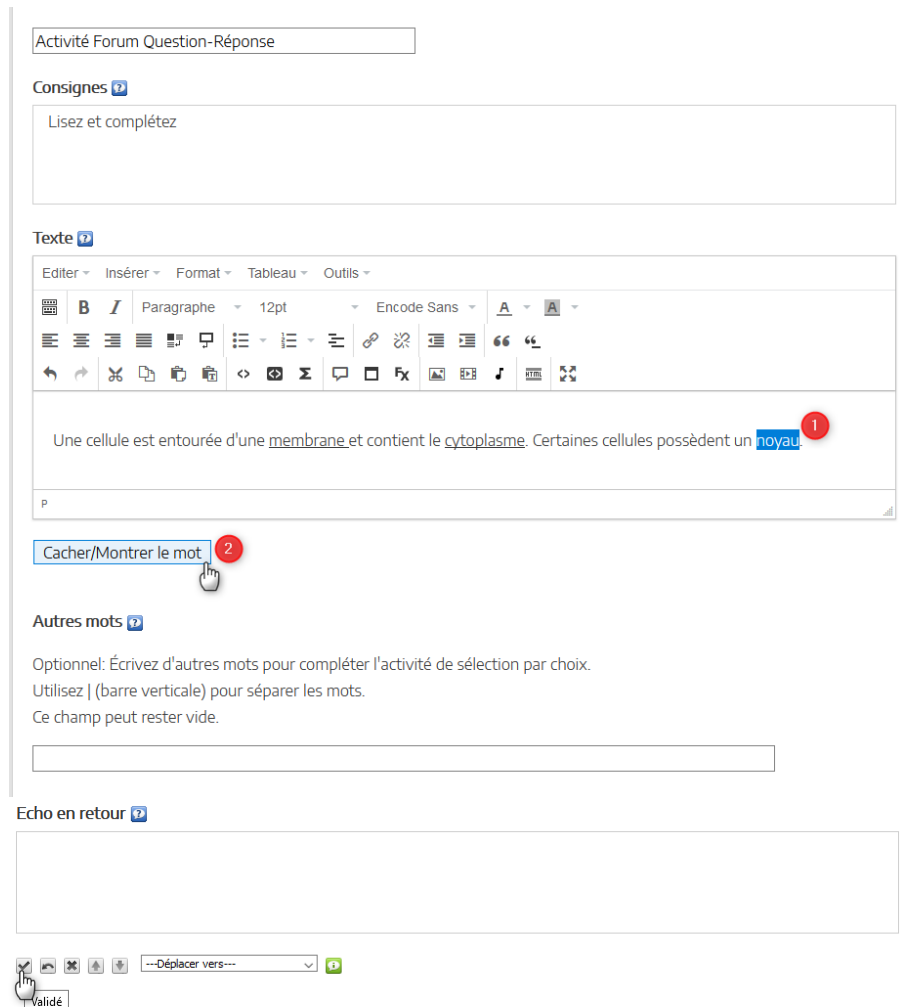 Activité Forum Question-Réponse
Consignes ?
Lisez et complétez
Texte ?
Editer Insérer Format Tableau Outils
B I Paragraphe 12pt Encode Sans A A
Fx HTML
Une cellule est entourée d'une membrane et contient le cytoplasme. Certaines cellules possèdent un noyau. 1
P
Cacher/Montrer le mot 2
Autres mots ?
Optionnel: Écrivez d'autres mots pour compléter l'activité de sélection par choix.
Utilisez | (barre verticale) pour séparer les mots.
Ce champ peut rester vide.
Echo en retour ?
---Déplacer vers---
Validé